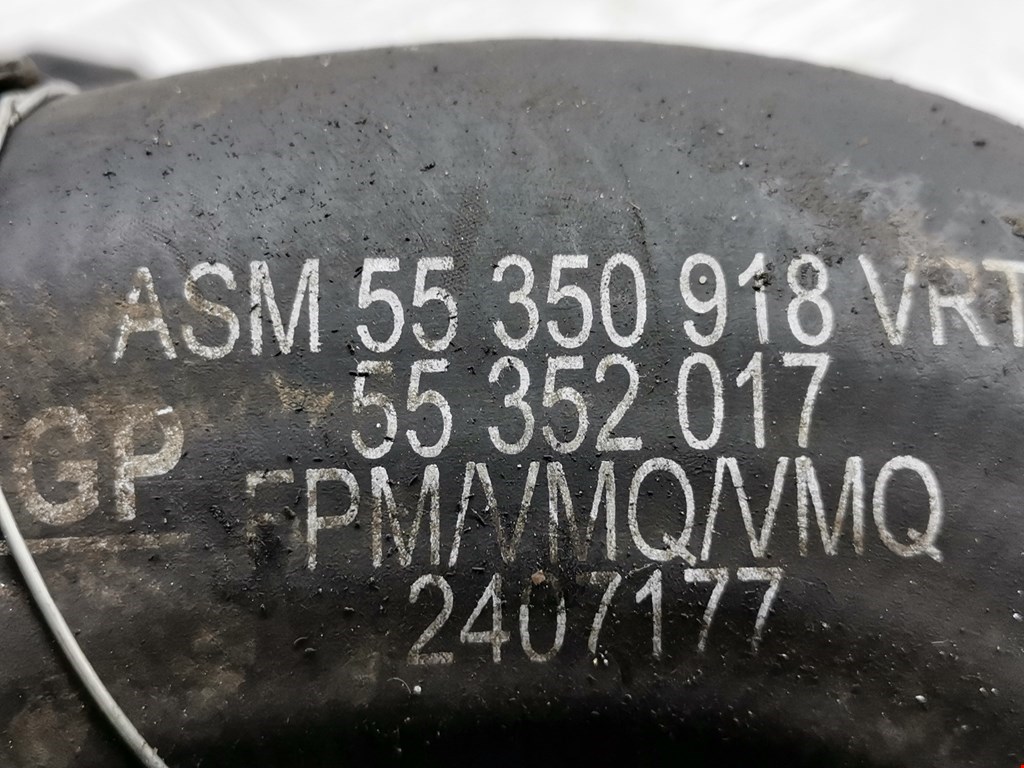 ASM 55 350 918 VRT
55 352 017
GP FPM/VMQ/VMQ
2407177